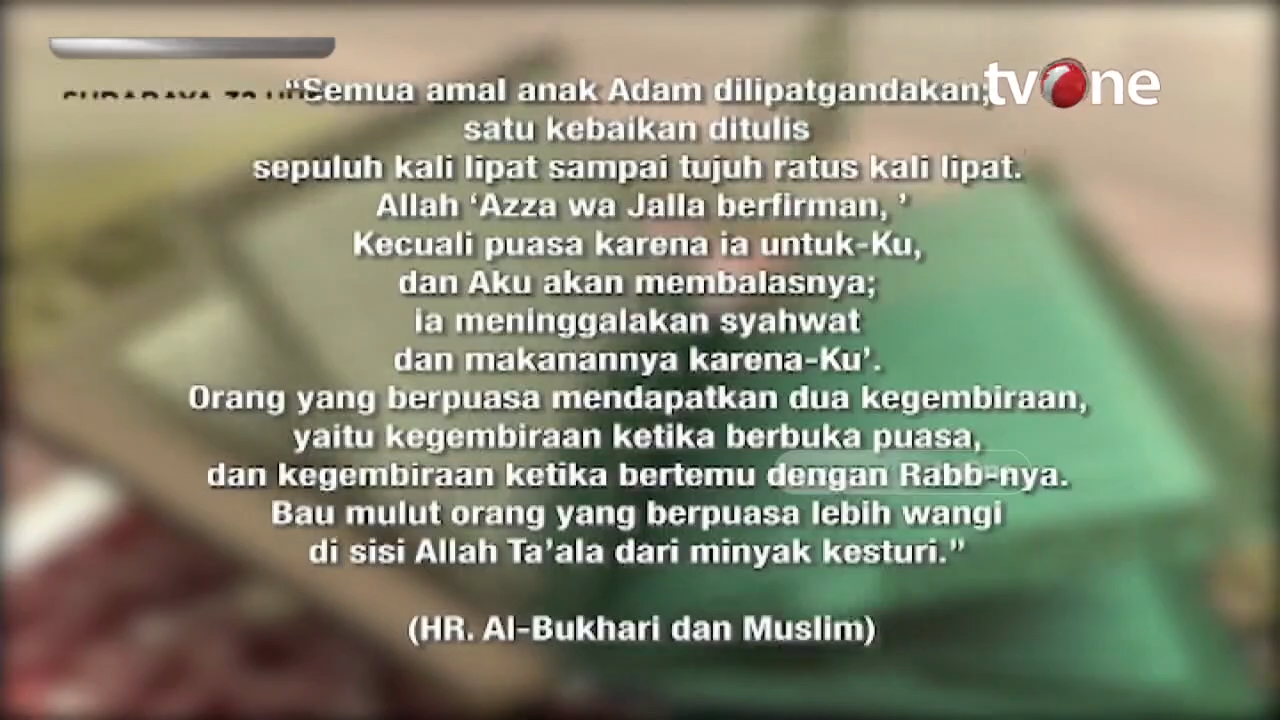 tvOne
“Semua amal anak Adam dilipatgandakan;
satu kebaikan ditulis
sepuluh kali lipat sampai tujuh ratus kali lipat.
Allah ‘Azza wa Jalla berfirman, ’
Kecuali puasa karena ia untuk-Ku,
dan Aku akan membalasnya;
ia meninggalakan syahwat
dan makanannya karena-Ku’.
Orang yang berpuasa mendapatkan dua kegembiraan,
yaitu kegembiraan ketika berbuka puasa,
dan kegembiraan ketika bertemu dengan Rabb-nya.
Bau mulut orang yang berpuasa lebih wangi
di sisi Allah Ta’ala dari minyak kesturi.”
(HR. Al-Bukhari dan Muslim)